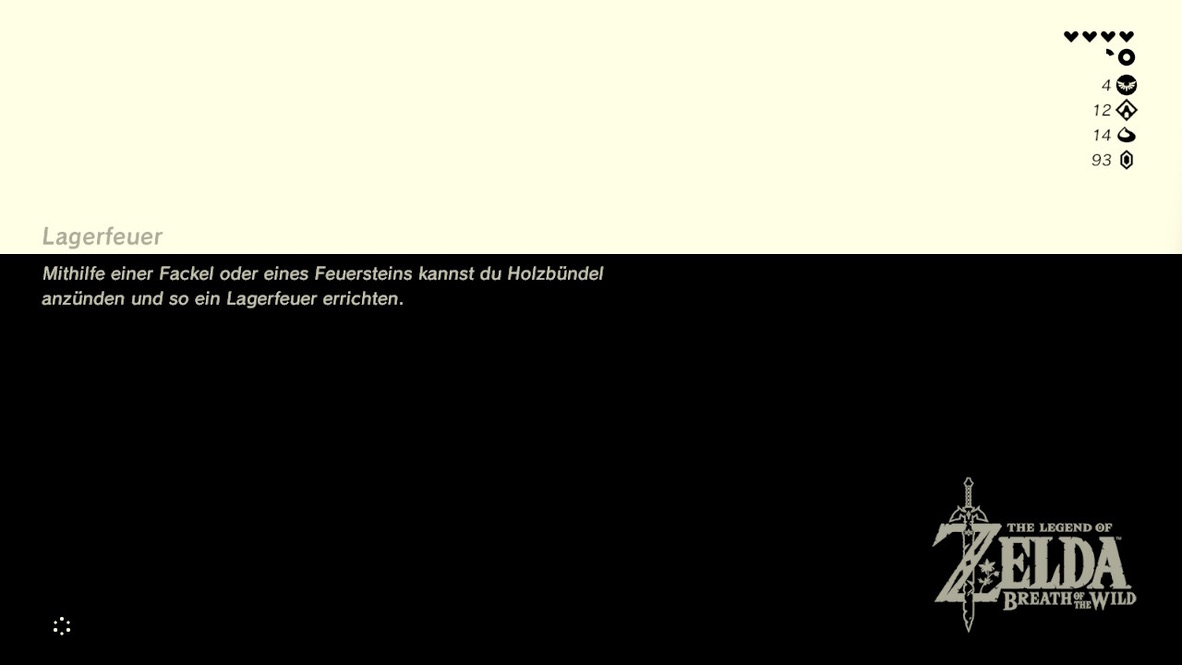 4
12
14
93
Lagerfeuer
Mithilfe einer Fackel oder eines Feuersteins kannst du Holzbündel
anzünden und so ein Lagerfeuer errichten.
THE LEGEND OF
ZELDA
BREATH OF THE WILD